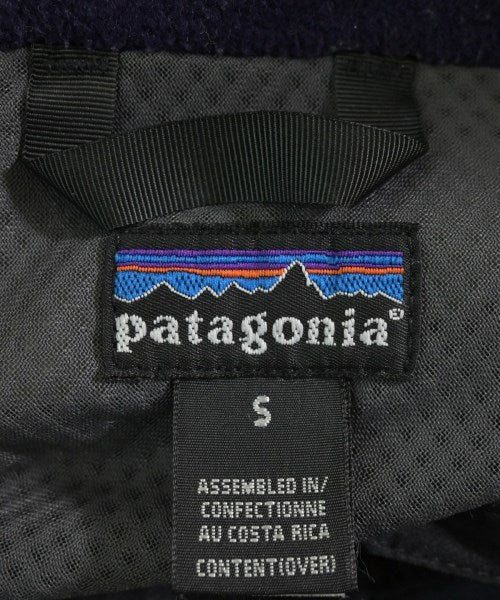 patagonia®
S
ASSEMBLED IN/
CONFECTIONNE
AU COSTA RICA
CONTENT(OVER)